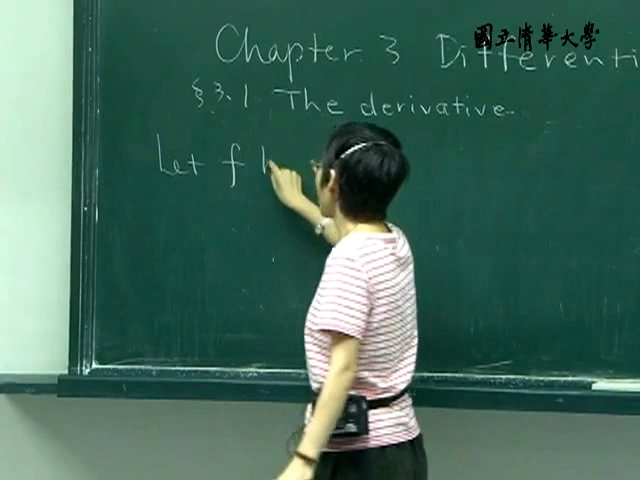 國立清華大學
Chapter 3 Differenti
§3.1 The derivative
Let f